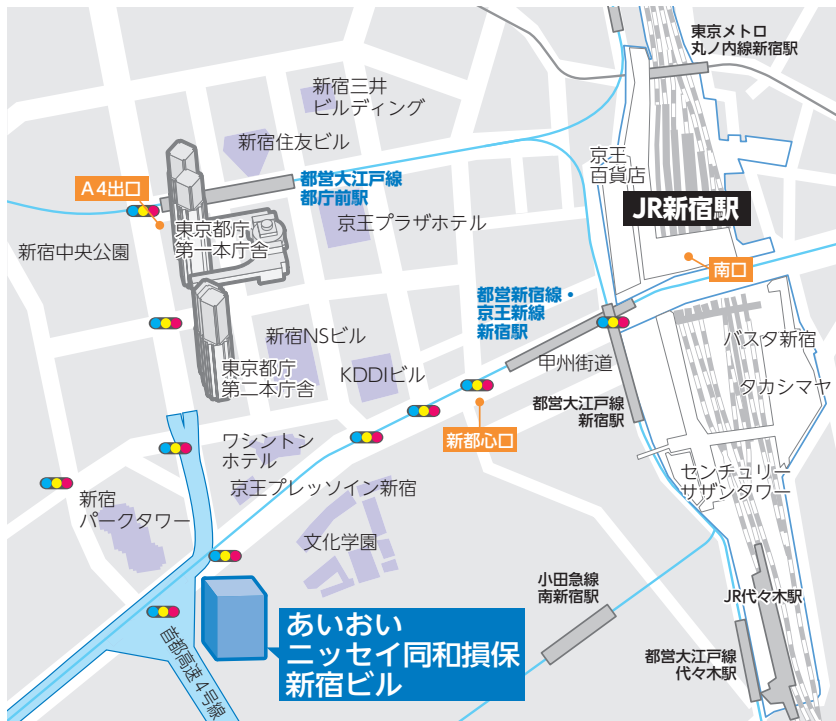 東京メトロ
丸ノ内線新宿駅
新宿三井
ビルディング
新宿住友ビル
京王
百貨店
A4出口
都営大江戸線
都庁前駅
JR新宿駅
東京都庁
第一本庁舎
京王プラザホテル
新宿中央公園
南口
都営新宿線・
京王新線
新宿駅
新宿NSビル
バスタ新宿
東京都庁
第二本庁舎
KDDIビル
甲州街道
タカシマヤ
都営大江戸線
新宿駅
新都心口
ワシントン
ホテル
センチュリー
サザンタワー
京王プレッソイン新宿
新宿
パークタワー
文化学園
小田急線
南新宿駅
JR代々木駅
あいおい
ニッセイ同和損保
新宿ビル
首都高速4号線
都営大江戸線
代々木駅